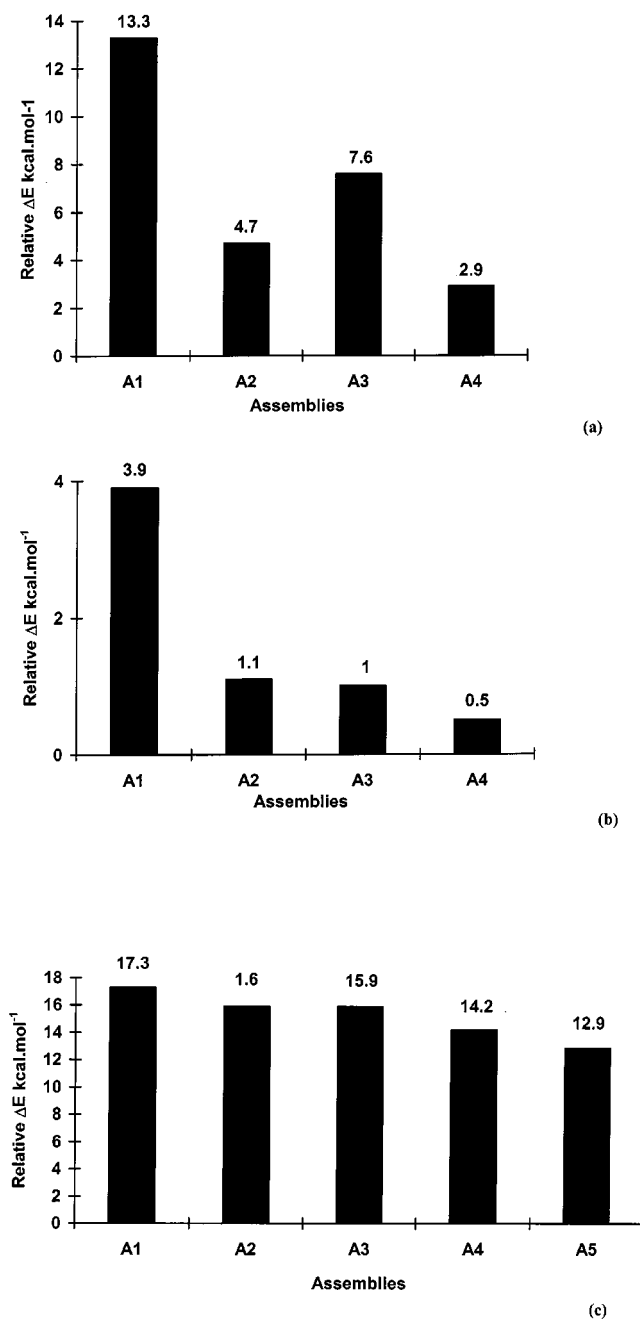 14
13.3
12
10
8
7.6
6
4.7
4
2.9
2
0
Relative ΔE kcal.mol-1
A1 A2 A3 A4
Assemblies
(a)
4
3.9
2
1.1
1
0.5
0
Relative ΔE kcal.mol⁻¹
A1 A2 A3 A4
Assemblies
(b)
17.3 1.6 15.9 14.2 12.9
18
16
14
12
10
8
6
4
2
0
Relative ΔE kcal.mol⁻¹
A1 A2 A3 A4 A5
Assemblies
(c)